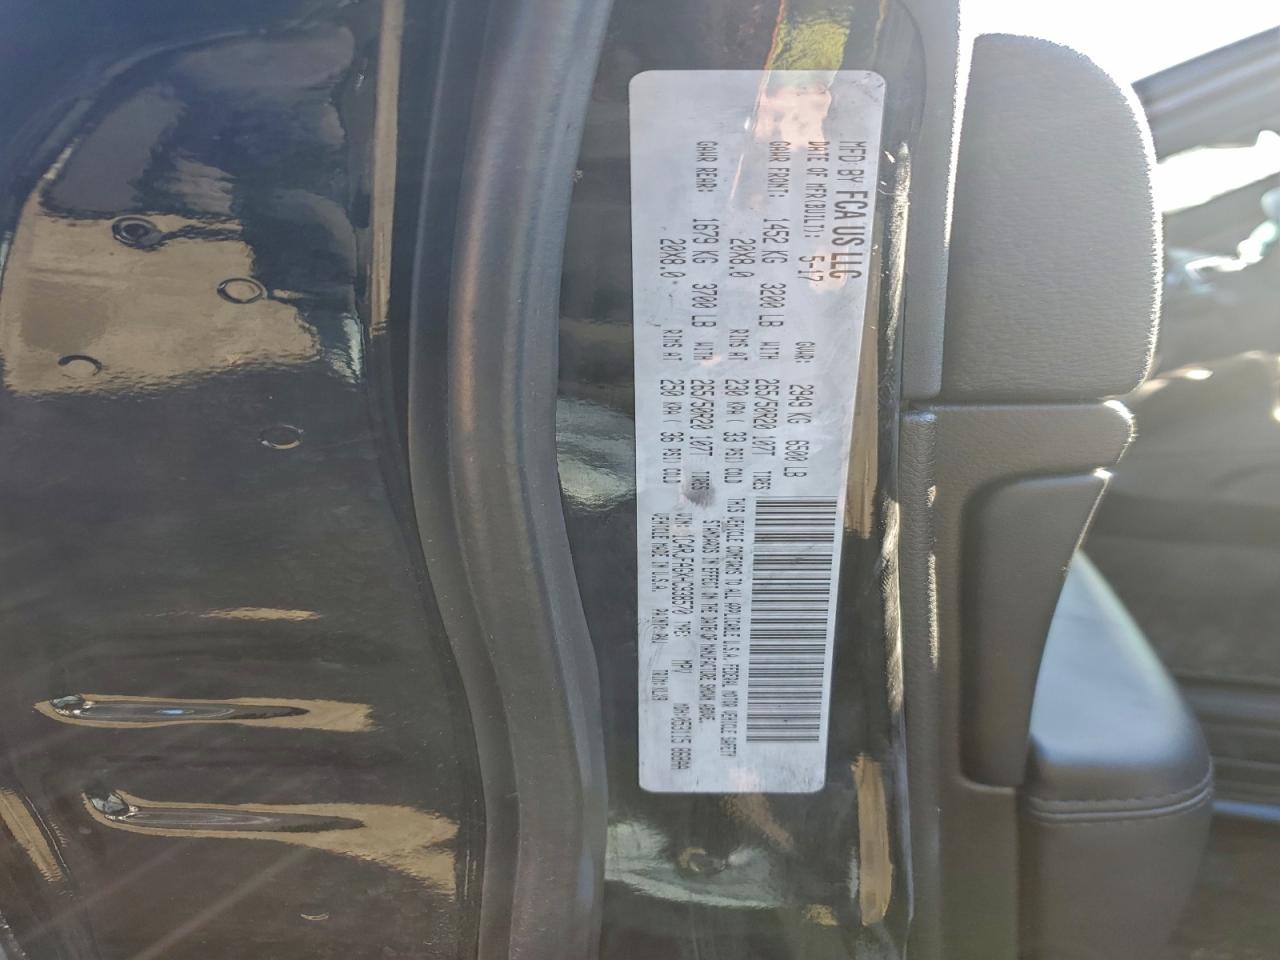 MFD BY FCA US LLC
DATE OF MFR(BUILT): 5-17 GVWR: 2949 KG 6500 LB
GAWR FRONT: 1452 KG 3200 LB WITH 265/50R20 107T TIRES
20X8.0 RIMS AT 230 KPA( 33 PSI) COLD
GAWR REAR: 1679 KG 3700 LB WITH 265/50R20 107T TIRES
20X8.0 RIMS AT 250 KPA( 36 PSI) COLD
THIS VEHICLE CONFORMS TO ALL APPLICABLE U.S.A. FEDERAL MOTOR VEHICLE SAFETY
STANDARDS IN EFFECT ON THE DATE OF MANUFACTURE SHOWN ABOVE.
VIN: TYPE: MPV
VEHICLE MADE IN U.S.A. PAINT: TRIM: